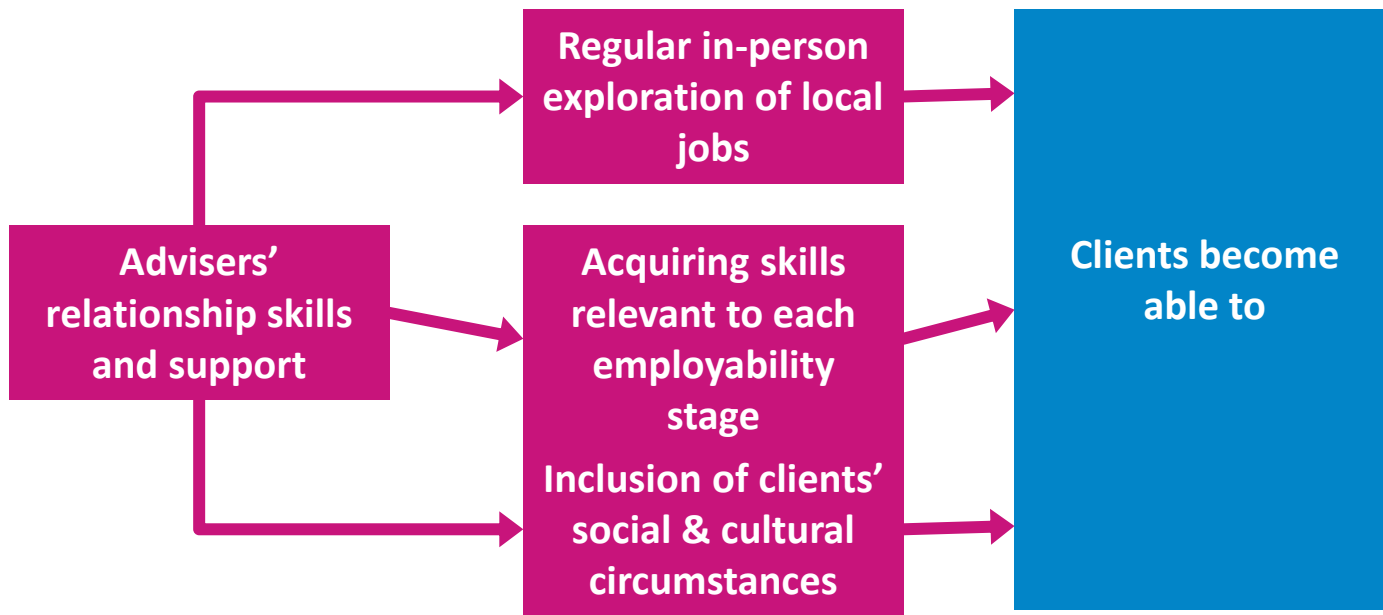 Advisers’
relationship skills
and support
Regular in-person
exploration of local
jobs
Acquiring skills
relevant to each
employability
stage
Inclusion of clients’
social & cultural
circumstances
Clients become
able to